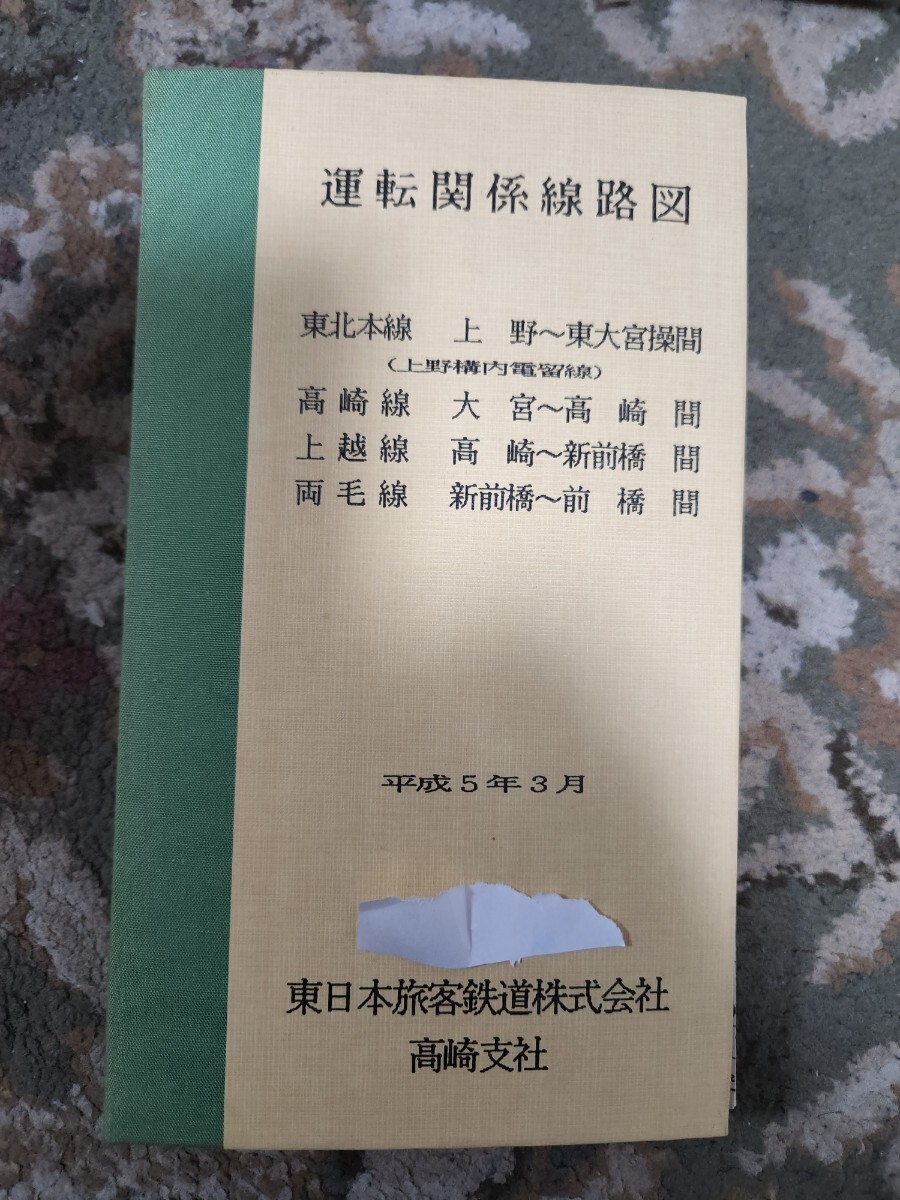 運転関係線路図
東北本線 上野～東大宮操間
(上野構内電留線)
高崎線 大宮～高崎間
上越線 高崎～新前橋間
両毛線 新前橋～前橋間
平成5年3月
東日本旅客鉄道株式会社
高崎支社